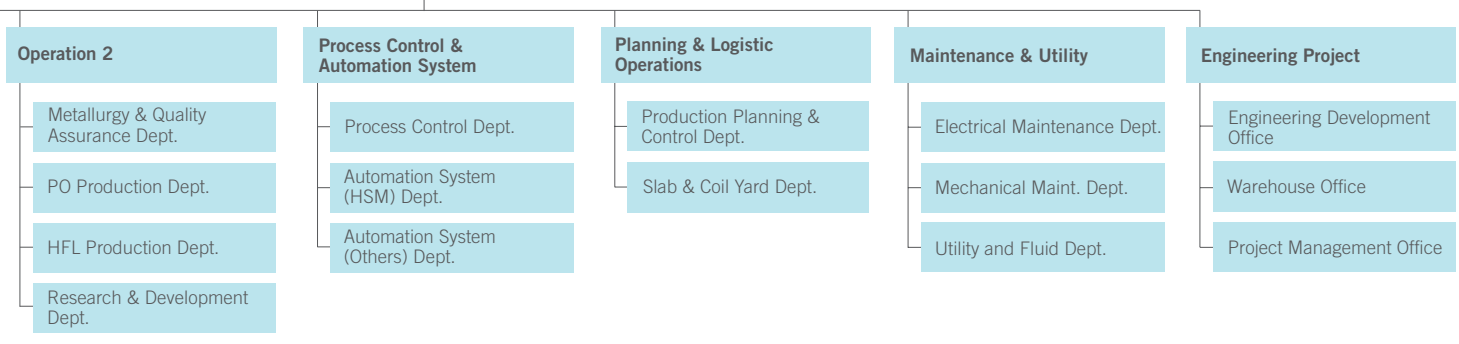 Operation 2
Metallurgy & Quality
Assurance Dept.
PO Production Dept.
HFL Production Dept.
Research & Development
Dept.
Process Control &
Automation System
Process Control Dept.
Automation System
(HSM) Dept.
Automation System
(Others) Dept.
Planning & Logistic
Operations
Production Planning &
Control Dept.
Slab & Coil Yard Dept.
Maintenance & Utility
Electrical Maintenance Dept.
Mechanical Maint. Dept.
Utility and Fluid Dept.
Engineering Project
Engineering Development
Office
Warehouse Office
Project Management Office